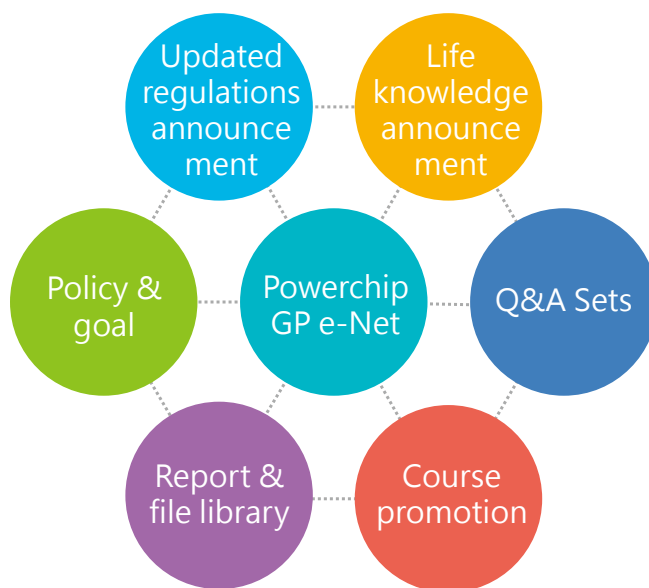 Updated
regulations
announce
ment
Life
knowledge
announce
ment
Policy &
goal
Powerchip
GP e-Net
Q&A Sets
Report &
file library
Course
promotion